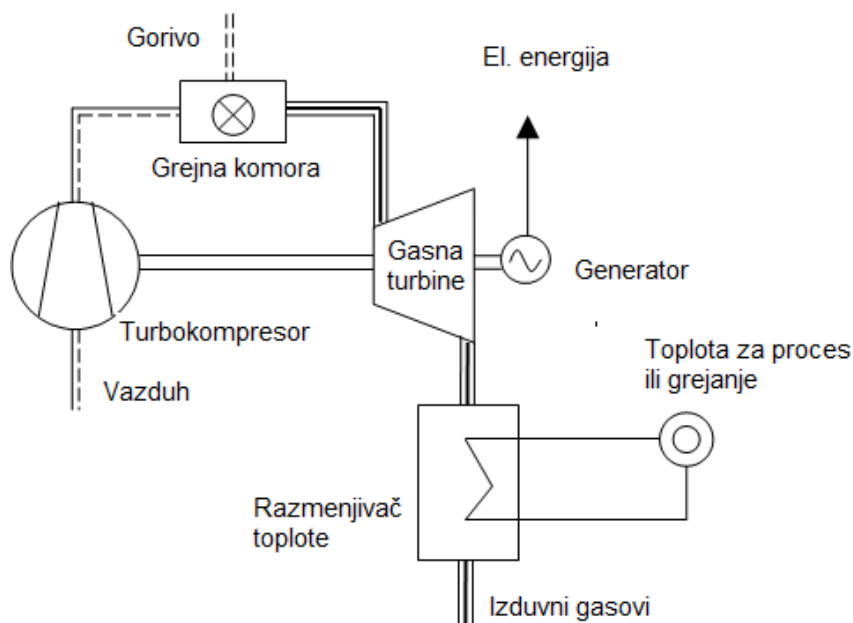 Gorivo
El. energija
Grejna komora
Gasna
turbine
Generator
Turbokompresor
Toplota za proces
ili grejanje
Vazduh
Razmenjivač
toplote
Izduvni gasovi